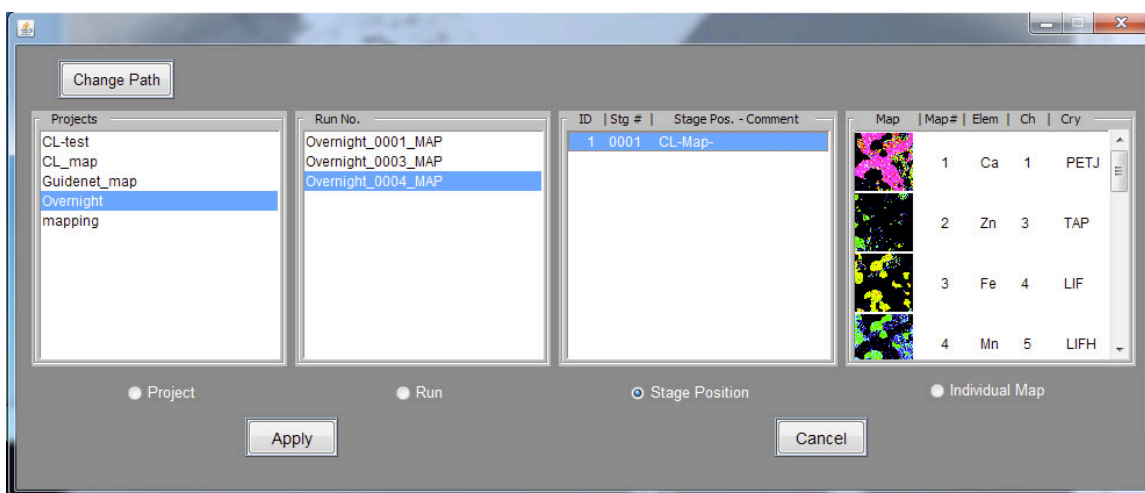 Change Path
Projects
CL-test
CL_map
Guidenet_map
Overnight
mapping
Run No.
Overnight_0001_MAP
Overnight_0003_MAP
Overnight_0004_MAP
ID | Stg # | Stage Pos. - Comment
1 0001 CL-Map-
Map | Map# | Elem | Ch | Cry
1 Ca 1 PETJ
2 Zn 3 TAP
3 Fe 4 LIF
4 Mn 5 LIFH
Project
Run
Stage Position
Individual Map
Apply
Cancel